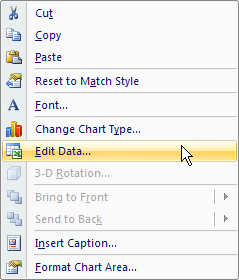 Cut
Copy
Paste
Reset to Match Style
Font...
Change Chart Type...
Edit Data...
3-D Rotation...
Bring to Front
Send to Back
Insert Caption...
Format Chart Area...